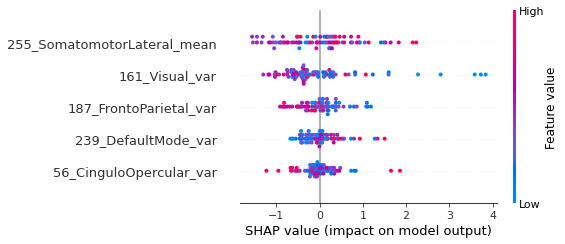 High
255_SomatomotorLateral_mean
161_Visual_var
187_FrontoParietal_var
239_DefaultMode_var
56_CinguloOpercular_var
Feature value
Low
−1 0 1 2 3 4
SHAP value (impact on model output)